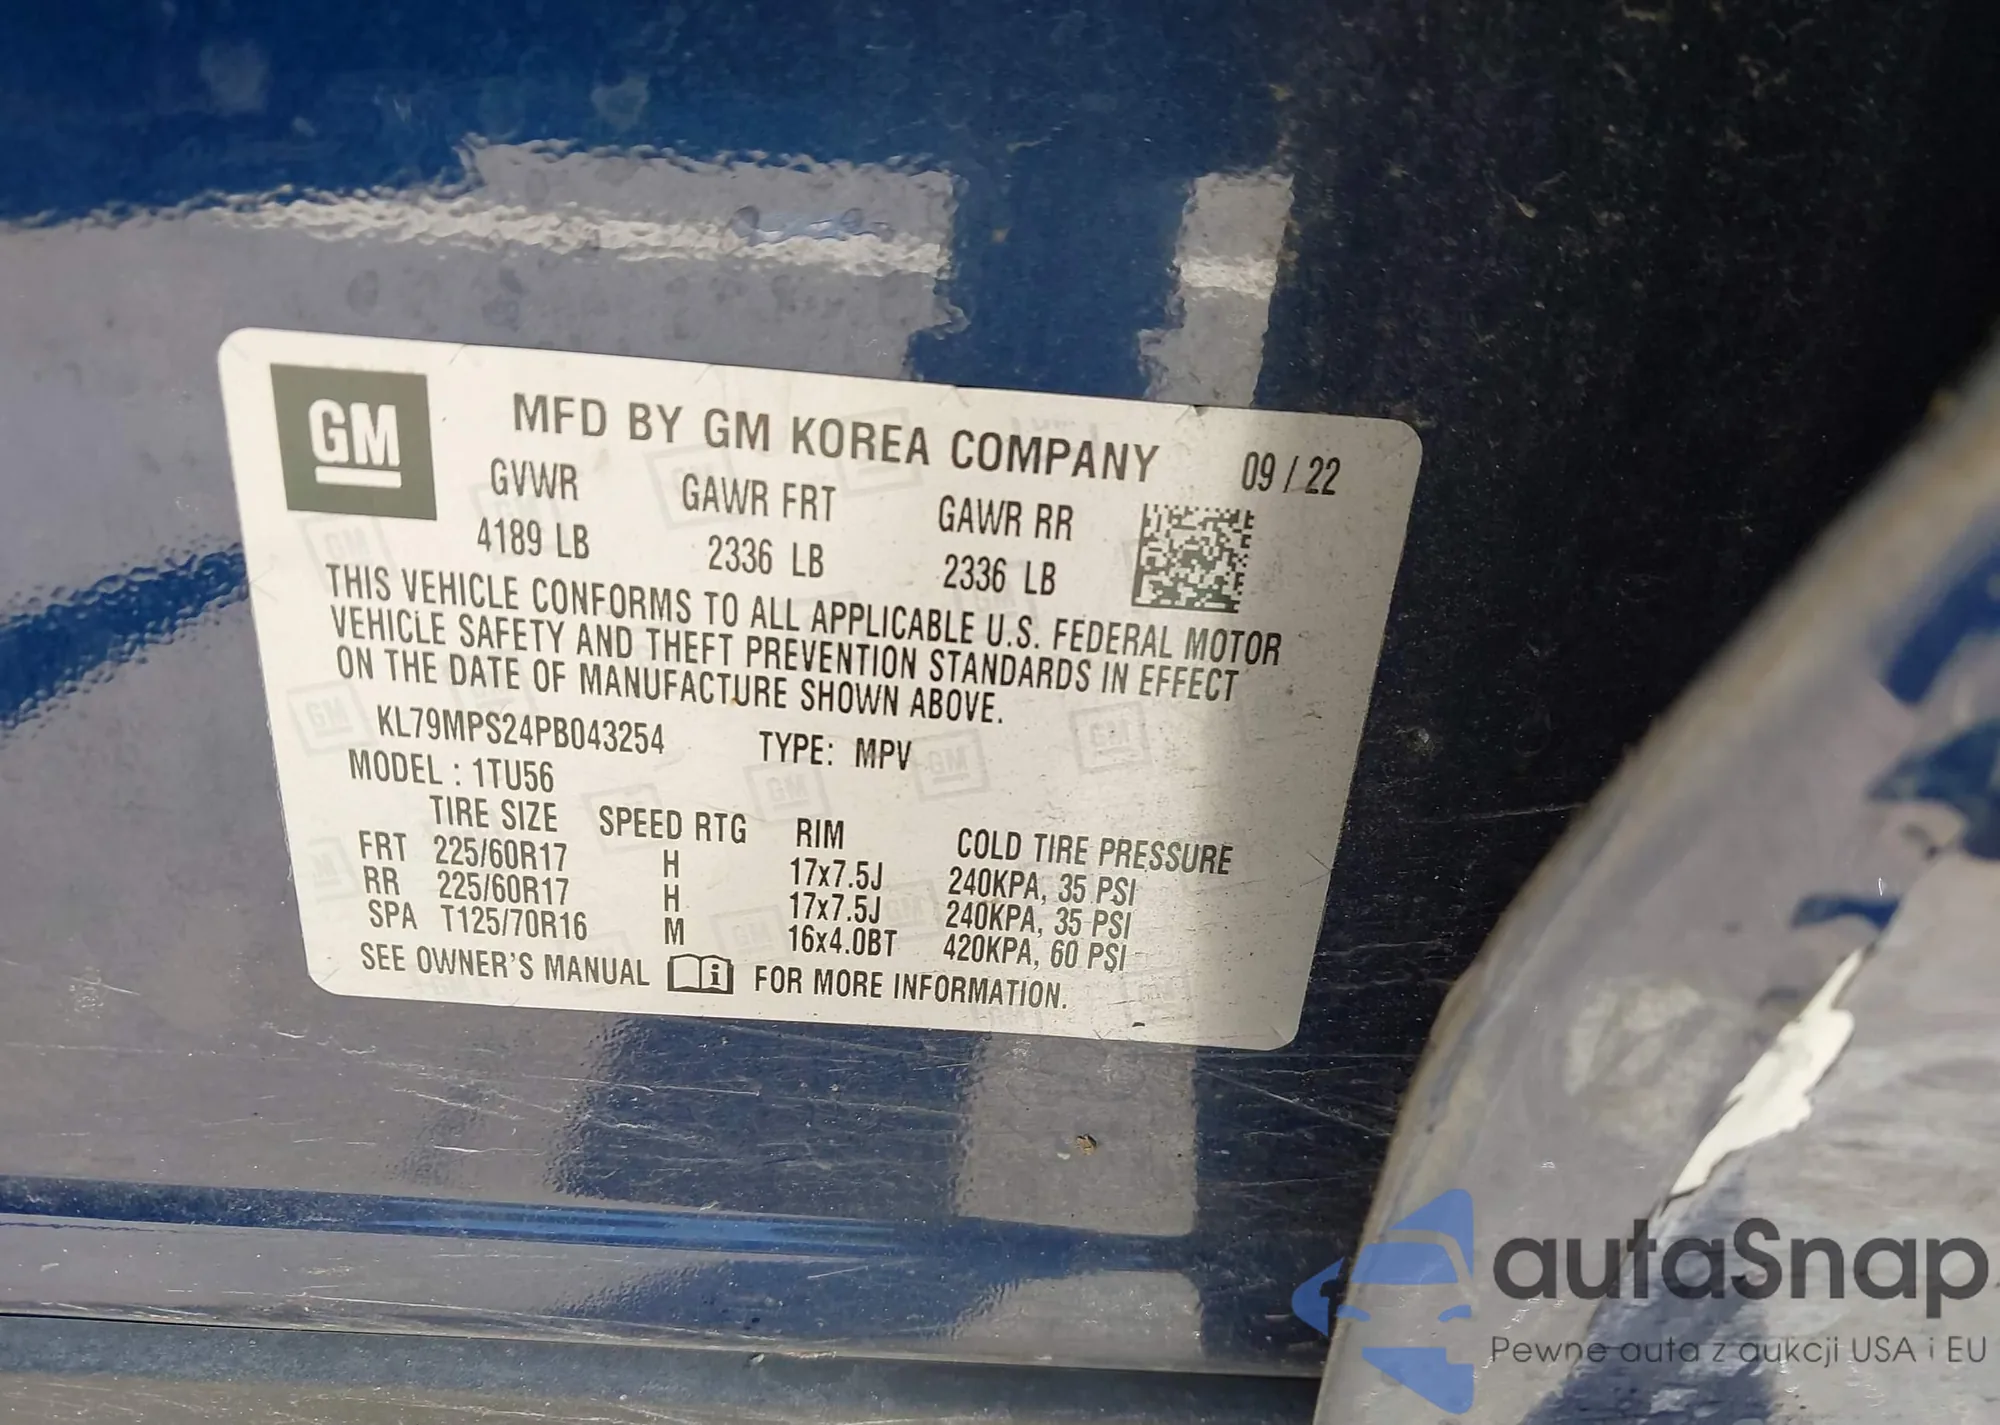 GM
MFD BY GM KOREA COMPANY 09 / 22
GVWR GAWR FRT GAWR RR
4189 LB 2336 LB 2336 LB
THIS VEHICLE CONFORMS TO ALL APPLICABLE U.S. FEDERAL MOTOR
VEHICLE SAFETY AND THEFT PREVENTION STANDARDS IN EFFECT
ON THE DATE OF MANUFACTURE SHOWN ABOVE.
KL79MPS24PB043254 TYPE: MPV
MODEL : 1TU56
TIRE SIZE SPEED RTG RIM COLD TIRE PRESSURE
FRT 225/60R17 H 17x7.5J 240KPA, 35 PSI
RR 225/60R17 H 17x7.5J 240KPA, 35 PSI
SPA T125/70R16 M 16x4.0BT 420KPA, 60 PSI
SEE OWNER'S MANUAL i FOR MORE INFORMATION.
autaSnap
Pewne auta z aukcji USA i EU